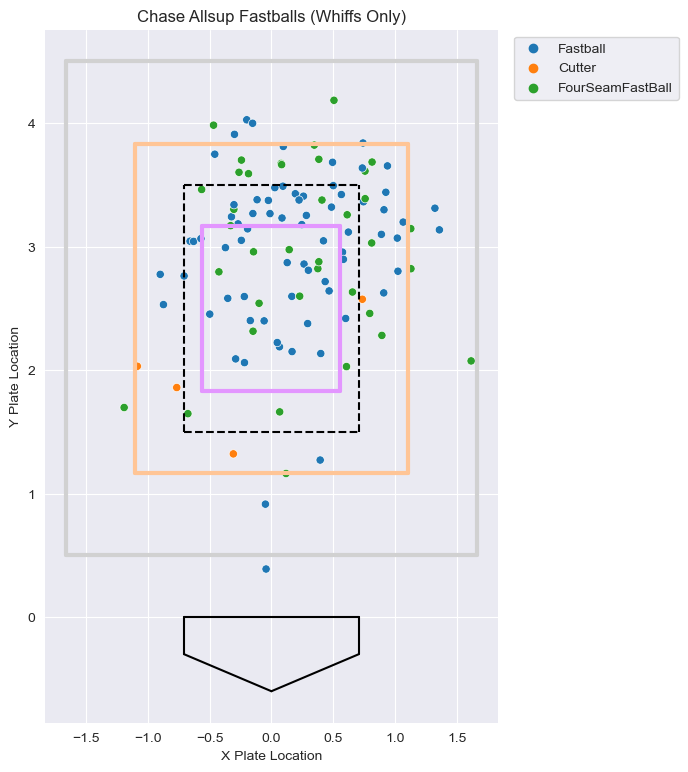 Chase Allsup Fastballs (Whiffs Only)
Fastball
Cutter
FourSeamFastBall
Y Plate Location
4
3
2
1
0
−1.5
−1.0
−0.5
0.0
0.5
1.0
1.5
X Plate Location